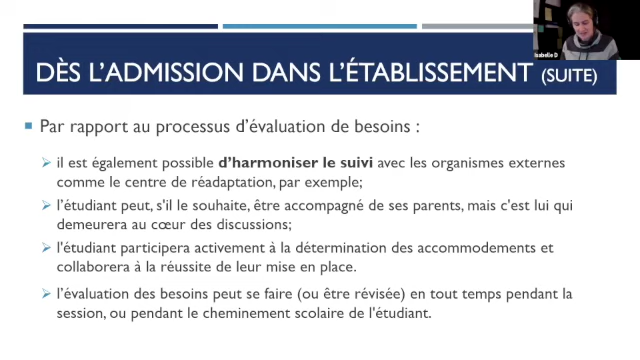 Isabelle D
DÈS L'ADMISSION DANS L'ÉTABLISSEMENT (SUITE)
Par rapport au processus d'évaluation de besoins :
il est également possible d'harmoniser le suivi avec les organismes externes
comme le centre de réadaptation, par exemple;
l'étudiant peut, s'il le souhaite, être accompagné de ses parents, mais c'est lui qui
demeurera au cœur des discussions;
l'étudiant participera activement à la détermination des accommodements et
collaborera à la réussite de leur mise en place.
l'évaluation des besoins peut se faire (ou être révisée) en tout temps pendant la
session, ou pendant le cheminement scolaire de l'étudiant.